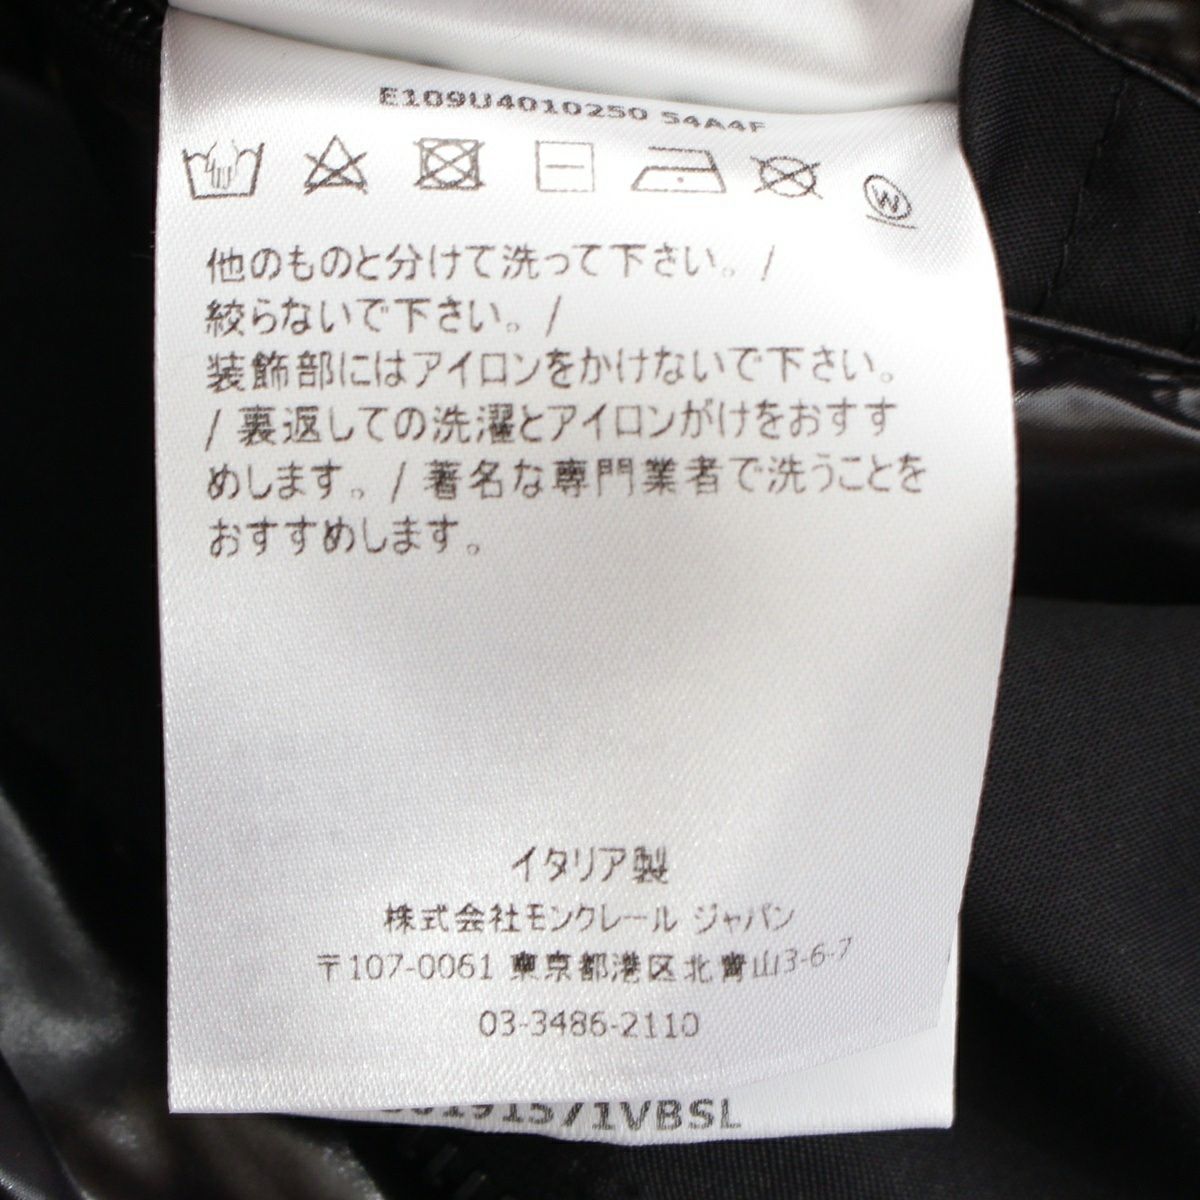 E109U4010250 54A4F
W
他のものと分けて洗って下さい。/
絞らないで下さい。/
装飾部にはアイロンをかけないで下さい。
/ 裏返しての洗濯とアイロンがけをおすす
めします。/ 著名な専門業者で洗うことを
おすすめします。
イタリア製
株式会社モンクレール ジャパン
〒107-0061 東京都港区北青山3-6-7
03-3486-2110